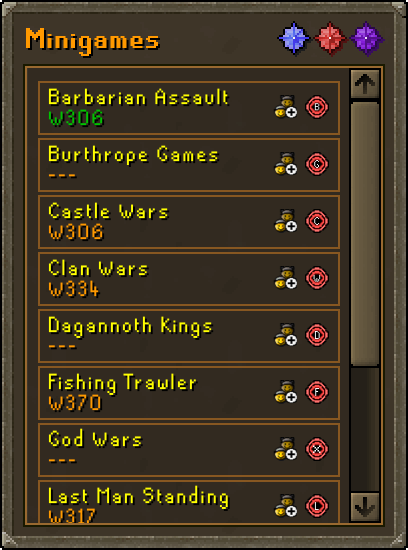 Minigames
Barbarian Assault
W306
B
Burthrope Games
---
G
Castle Wars
W306
C
Clan Wars
W334
W
Dagannoth Kings
---
D
Fishing Trawler
W370
F
God Wars
---
X
Last Man Standing
W317
L